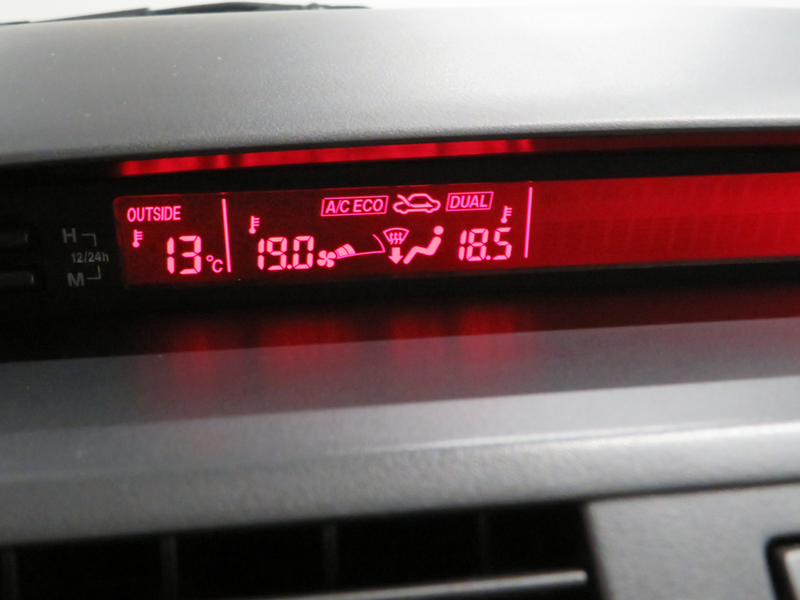 OUTSIDE A/C ECO DUAL
13°C 19.0 18.5
H
12/24h
M